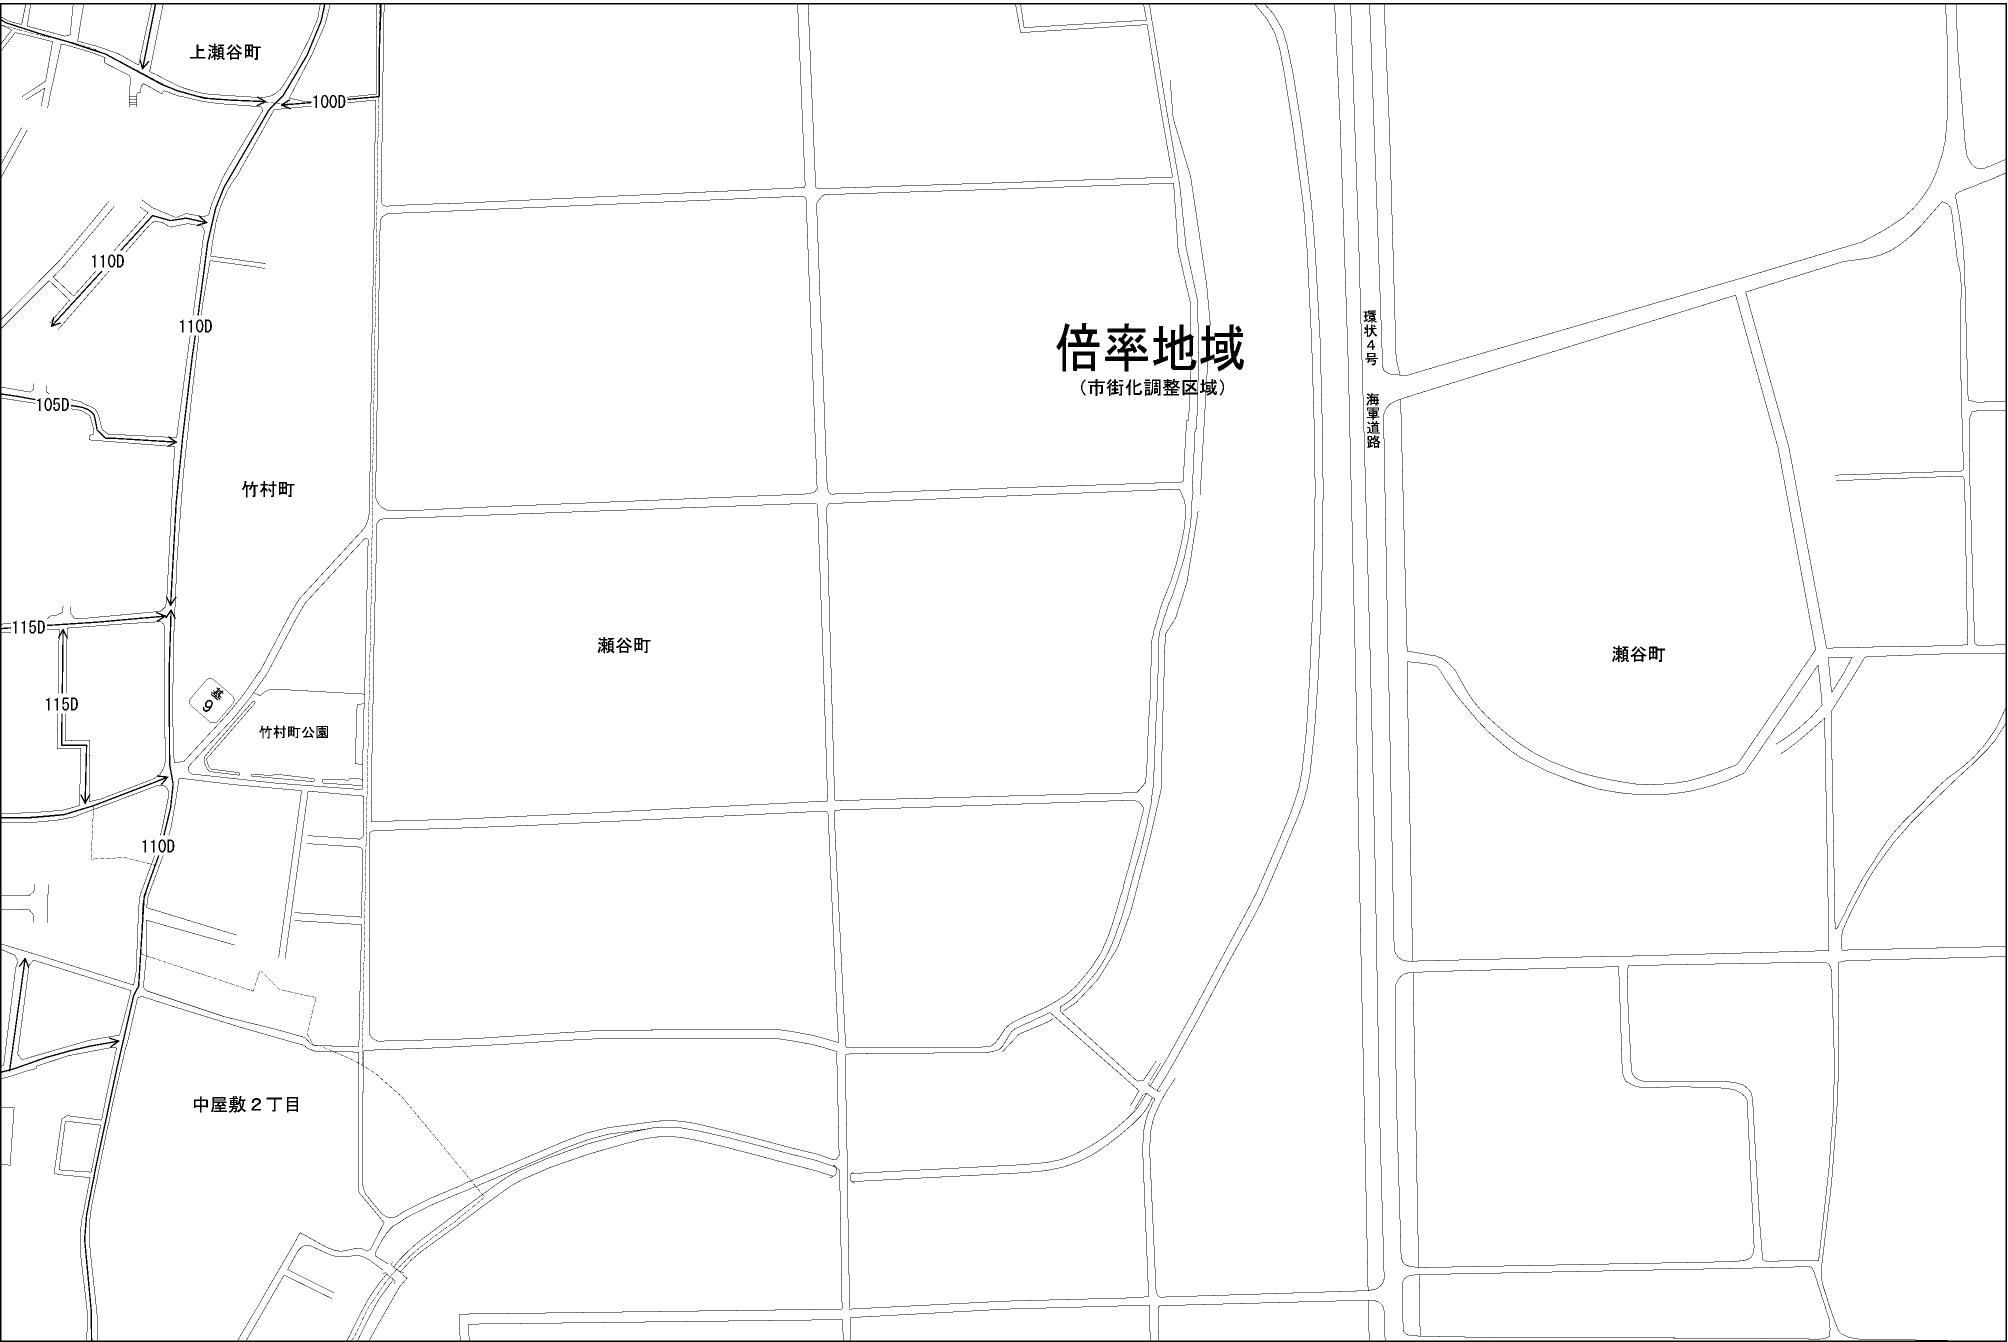 上瀬谷町
100D
110D
110D
倍率地域
(市街化調整区域)
環状4号
海軍道路
105D
竹村町
115D
瀬谷町
瀬谷町
115D
基9
竹村町公園
110D
中屋敷2丁目